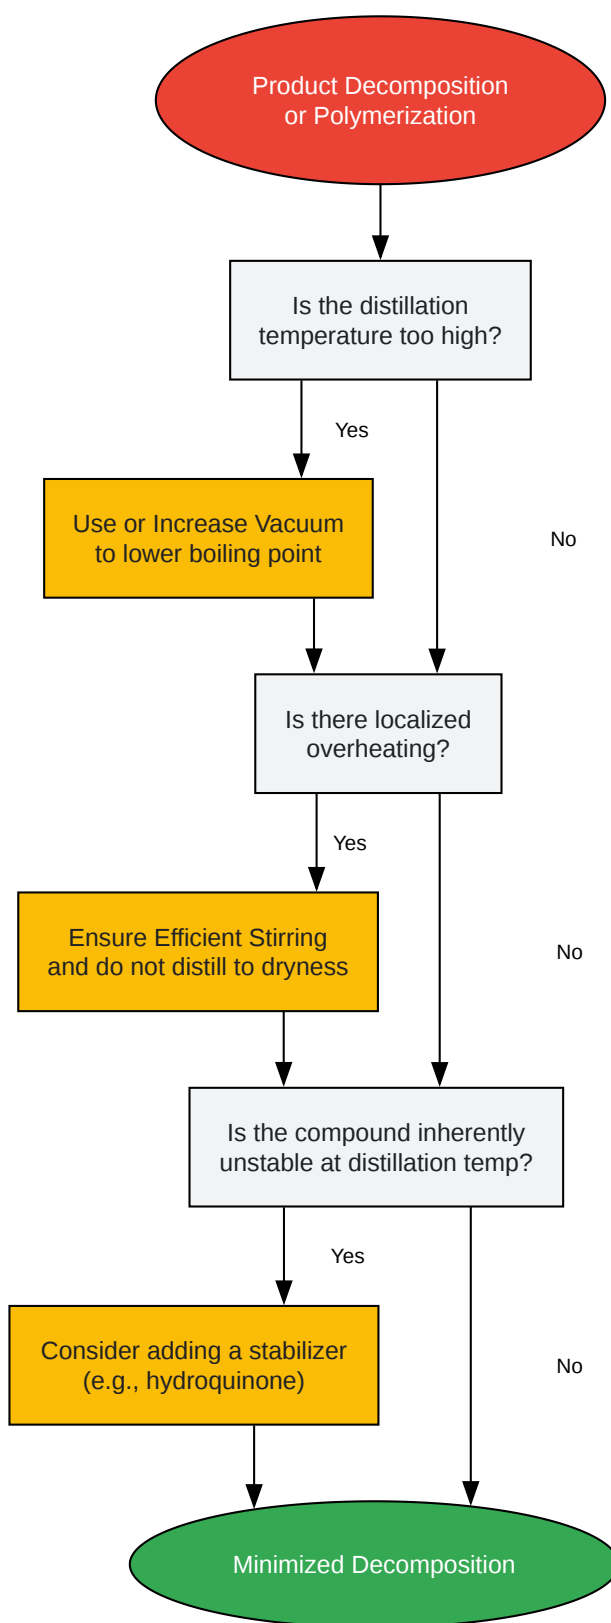 Product Decomposition
or Polymerization
Is the distillation
temperature too high?
Yes
Use or Increase Vacuum
to lower boiling point
No
Is there localized
overheating?
Yes
Ensure Efficient Stirring
and do not distill to dryness
No
Is the compound inherently
unstable at distillation temp?
Yes
Consider adding a stabilizer
(e.g., hydroquinone)
No
Minimized Decomposition